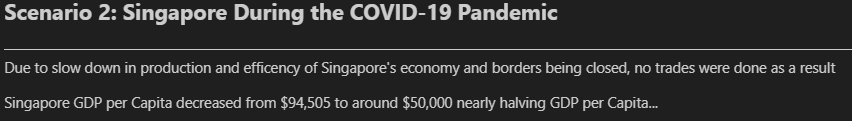 Scenario 2: Singapore During the COVID-19 Pandemic
Due to slow down in production and efficency of Singapore's economy and borders being closed, no trades were done as a result
Singapore GDP per Capita decreased from $94,505 to around $50,000 nearly halving GDP per Capita...